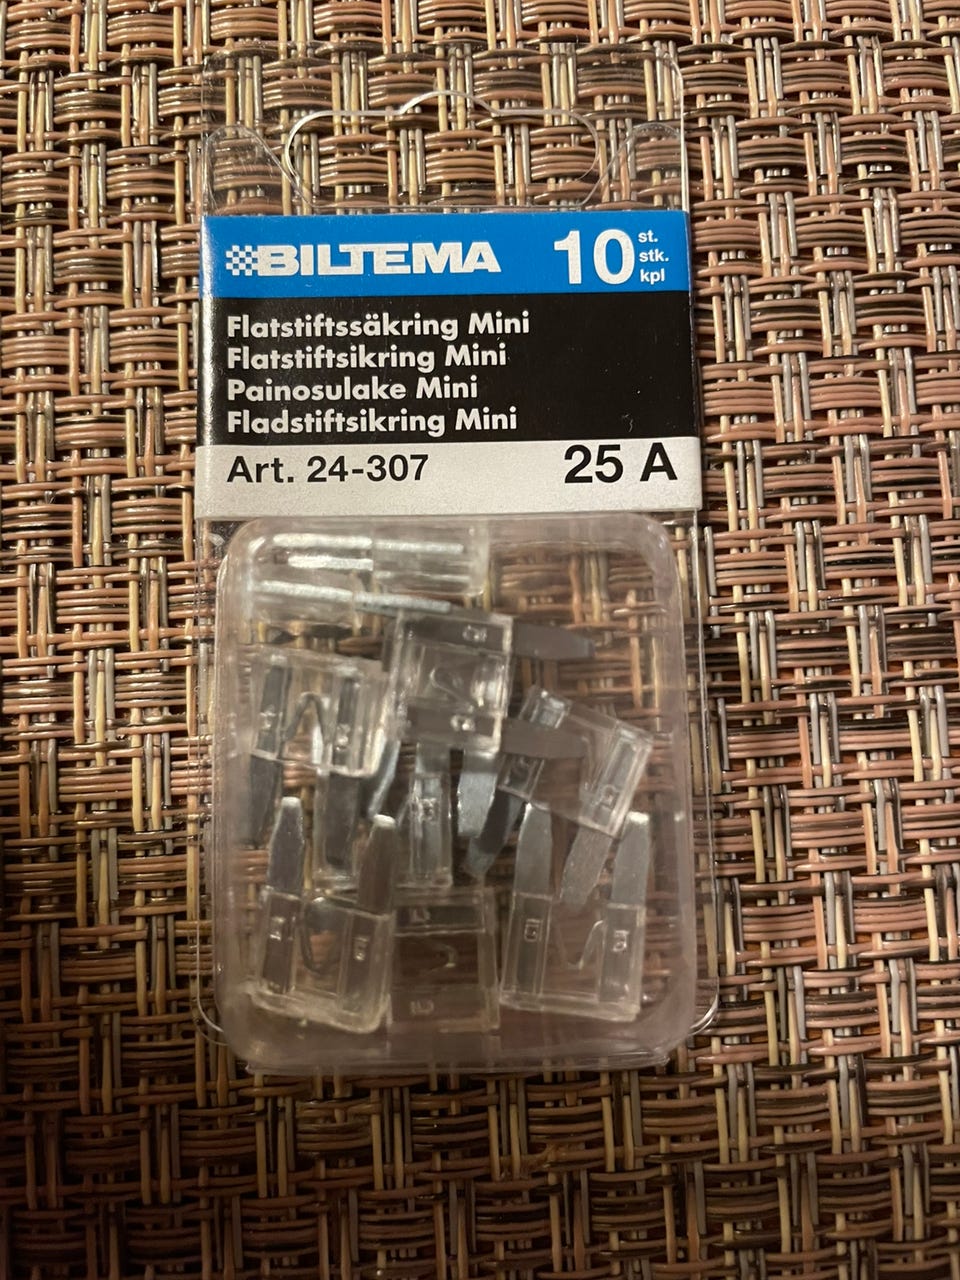 BILTEMA
10 st. stk. kpl
Flatstiftssäkring Mini
Flatstiftsikring Mini
Painosulake Mini
Fladstiftsikring Mini
Art. 24-307 25 A